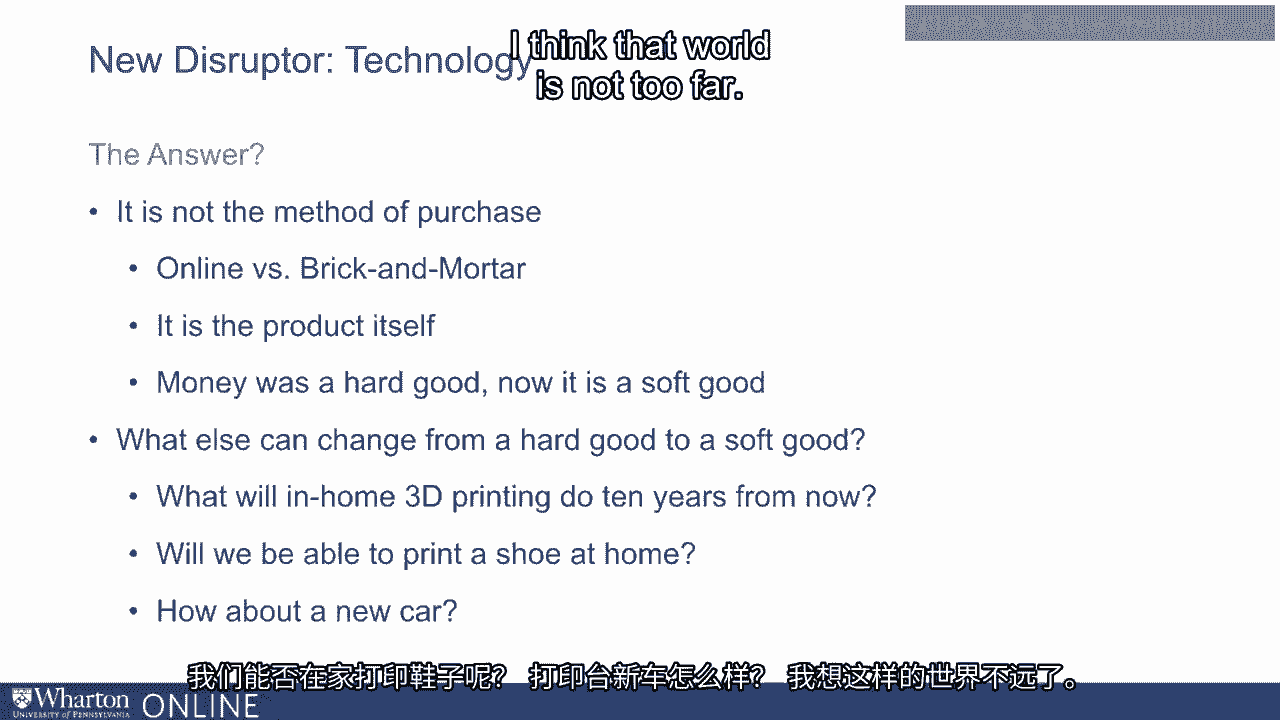 New Disruptor: Technology
I think that world
is not too far.
The Answer?
• It is not the method of purchase
• Online vs. Brick-and-Mortar
• It is the product itself
• Money was a hard good, now it is a soft good
• What else can change from a hard good to a soft good?
• What will in-home 3D printing do ten years from now?
• Will we be able to print a shoe at home?
• How about a new car?
我们能否在家打印鞋子呢? 打印台新车怎么样? 我想这样的世界不远了。
Wharton ONLINE
UNIVERSITY of PENNSYLVANIA